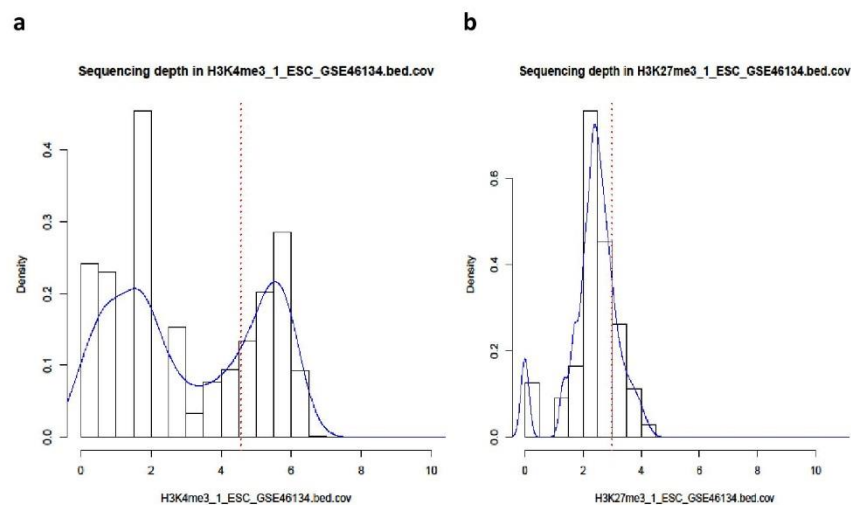 a
b
Sequencing depth in H3K4me3_1_ESC_GSE46134.bed.cov
Sequencing depth in H3K27me3_1_ESC_GSE46134.bed.cov
Density
0.0
0.1
0.2
0.3
0.4
0 2 4 6 8 10
H3K4me3_1_ESC_GSE46134.bed.cov
Density
0.0
0.2
0.4
0.6
0 2 4 6 8 10
H3K27me3_1_ESC_GSE46134.bed.cov